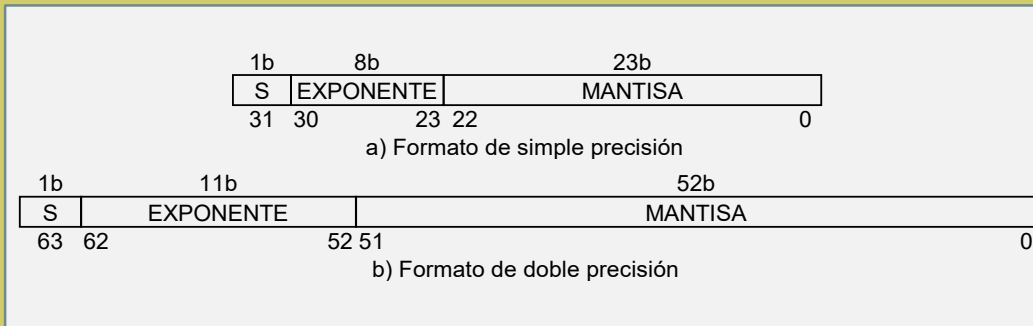 1b 8b 23b
S EXPONENTE MANTISA
31 30 23 22 0
a) Formato de simple precisión
1b 11b 52b
S EXPONENTE MANTISA
63 62 52 51 0
b) Formato de doble precisión